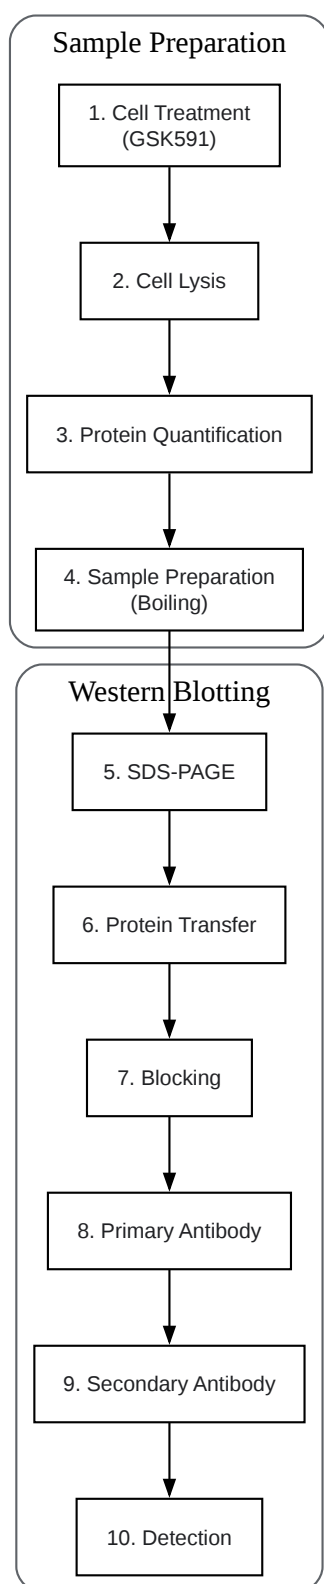 Sample Preparation
1. Cell Treatment
(GSK591)
2. Cell Lysis
3. Protein Quantification
4. Sample Preparation
(Boiling)
Western Blotting
5. SDS-PAGE
6. Protein Transfer
7. Blocking
8. Primary Antibody
9. Secondary Antibody
10. Detection